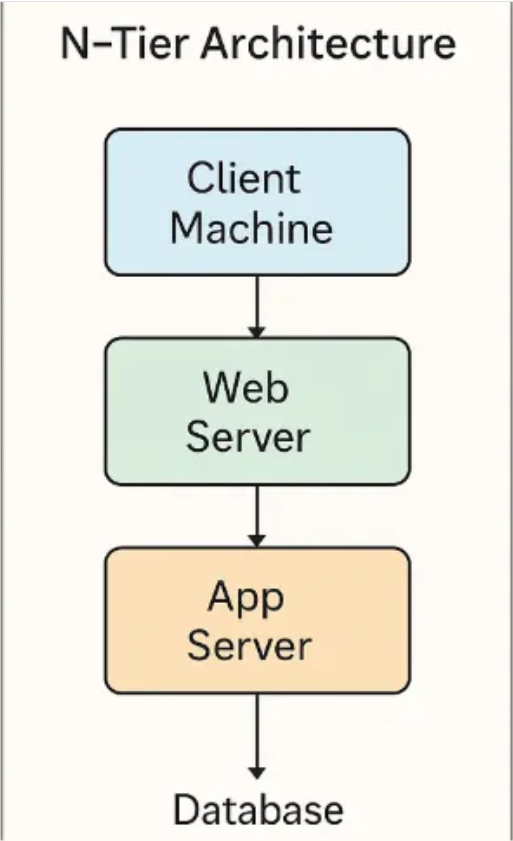 N–Tier Architecture
Client
Machine
Web
Server
App
Server
Database